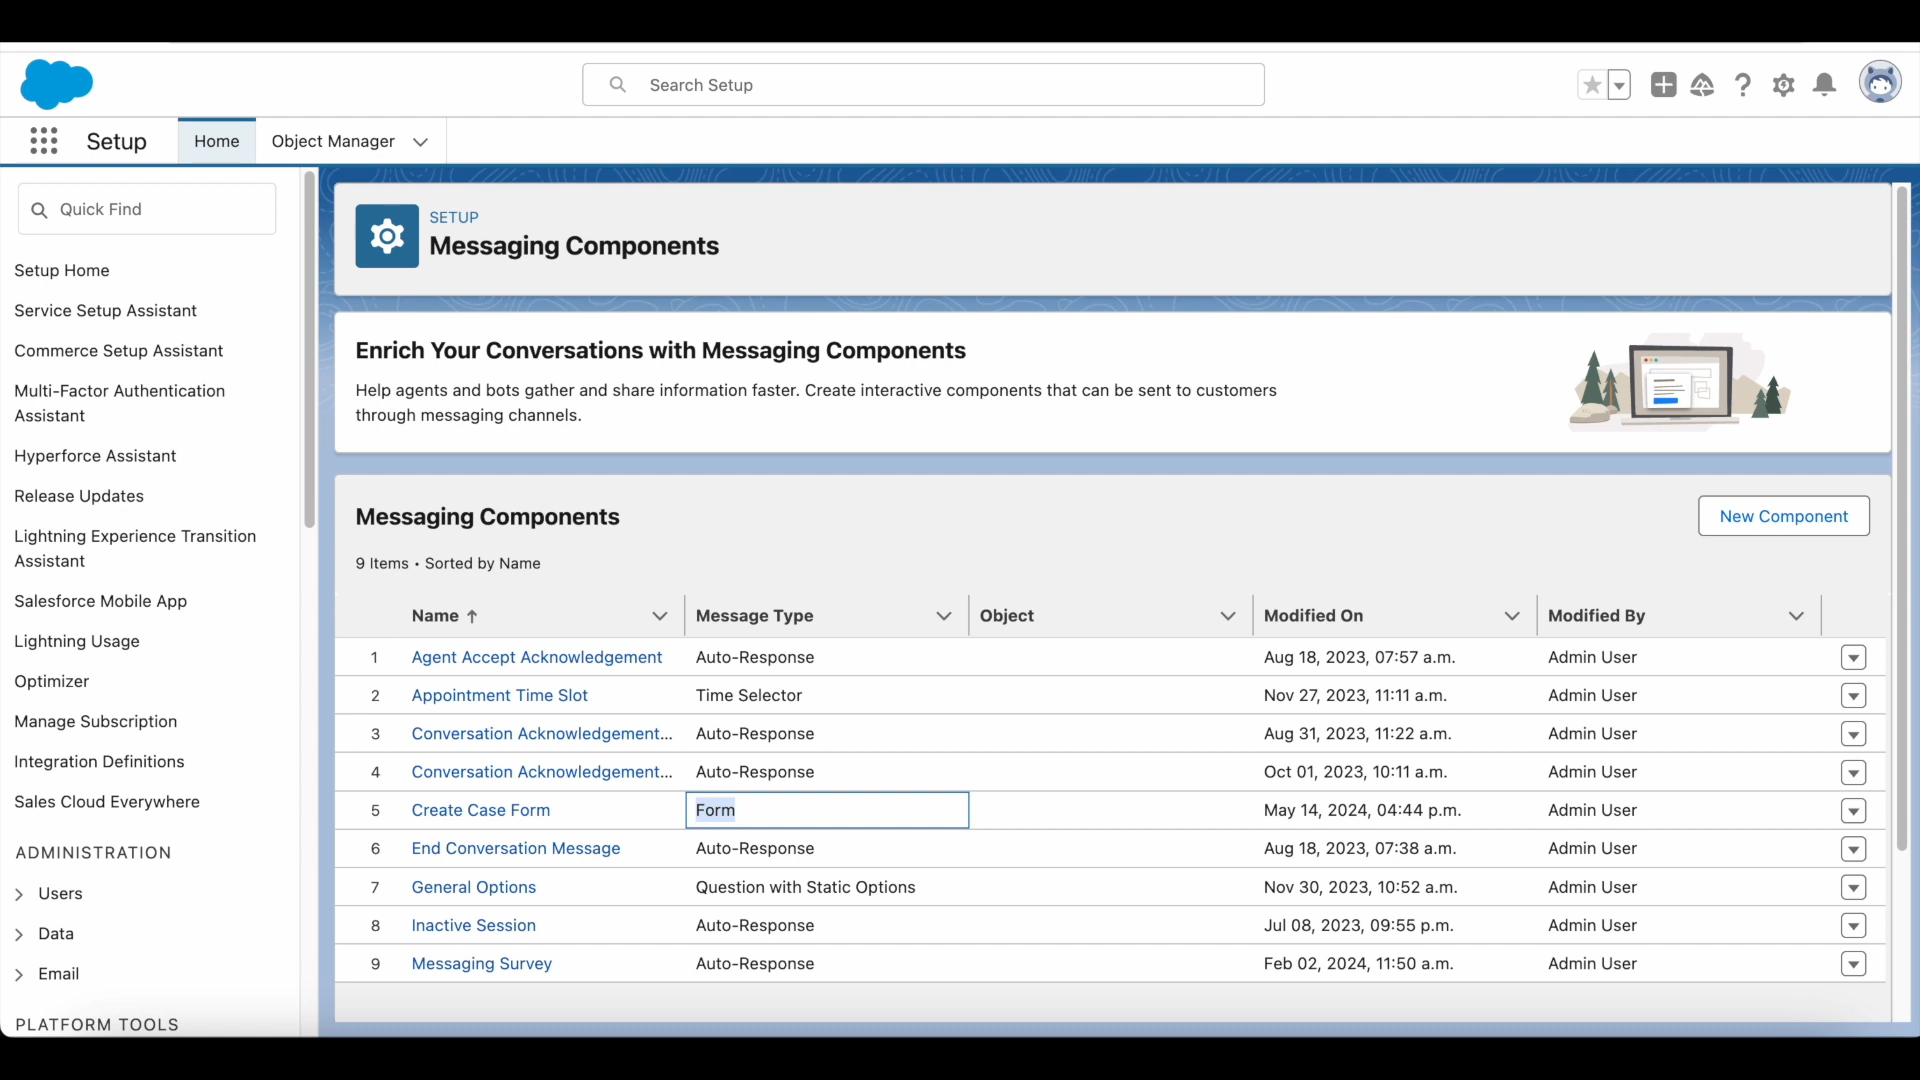 Search Setup
Setup
Home
Object Manager
Quick Find
Setup Home
Service Setup Assistant
Commerce Setup Assistant
Multi-Factor Authentication
Assistant
Hyperforce Assistant
Release Updates
Lightning Experience Transition
Assistant
Salesforce Mobile App
Lightning Usage
Optimizer
Manage Subscription
Integration Definitions
Sales Cloud Everywhere
ADMINISTRATION
Users
Data
Email
PLATFORM TOOLS
SETUP
Messaging Components
Enrich Your Conversations with Messaging Components
Help agents and bots gather and share information faster. Create interactive components that can be sent to customers
through messaging channels.
Messaging Components
New Component
9 Items • Sorted by Name
Name Message Type Object Modified On Modified By
1 Agent Accept Acknowledgement Auto-Response Aug 18, 2023, 07:57 a.m. Admin User
2 Appointment Time Slot Time Selector Nov 27, 2023, 11:11 a.m. Admin User
3 Conversation Acknowledgement... Auto-Response Aug 31, 2023, 11:22 a.m. Admin User
4 Conversation Acknowledgement... Auto-Response Oct 01, 2023, 10:11 a.m. Admin User
5 Create Case Form Form May 14, 2024, 04:44 p.m. Admin User
6 End Conversation Message Auto-Response Aug 18, 2023, 07:38 a.m. Admin User
7 General Options Question with Static Options Nov 30, 2023, 10:52 a.m. Admin User
8 Inactive Session Auto-Response Jul 08, 2023, 09:55 p.m. Admin User
9 Messaging Survey Auto-Response Feb 02, 2024, 11:50 a.m. Admin User